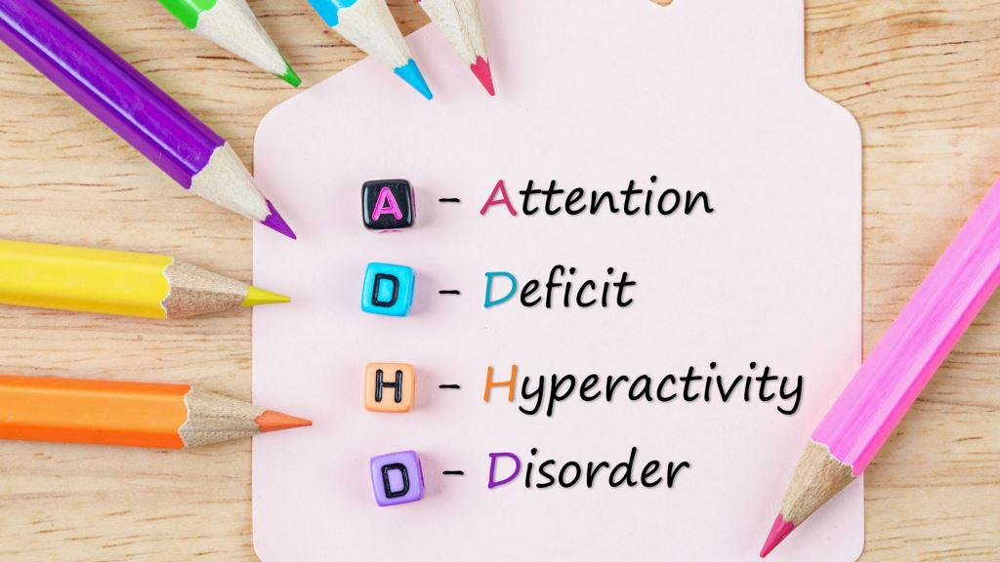 A - Attention
D - Deficit
H - Hyperactivity
D - Disorder